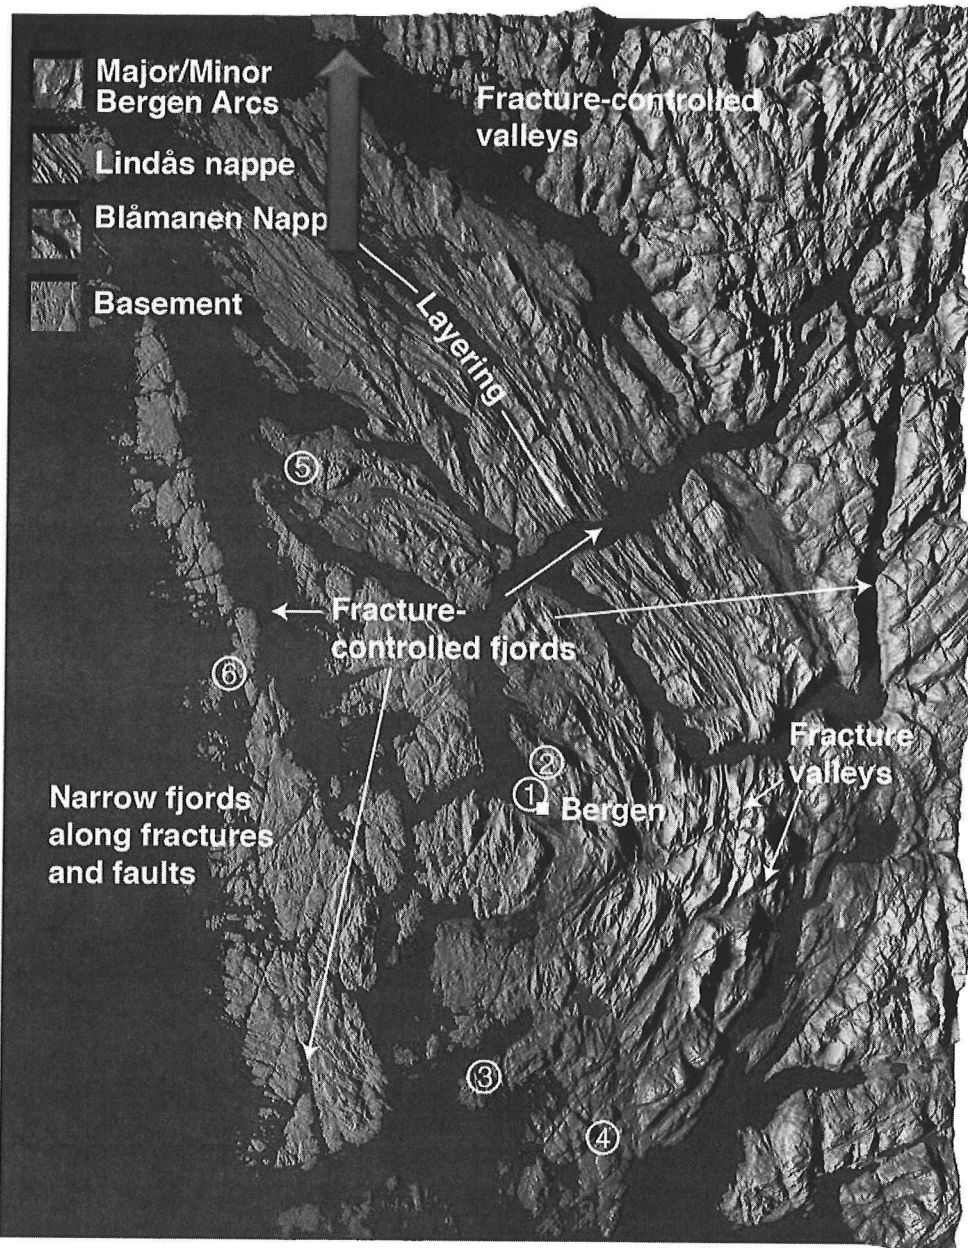 Major/Minor
Bergen Arcs
Lindås nappe
Blåmanen Napp
Basement
Fracture-controlled
valleys
Layering
⑤
Fracture-
controlled fjords
⑥
Fracture
valleys
②
①
Bergen
Narrow fjords
along fractures
and faults
③
④